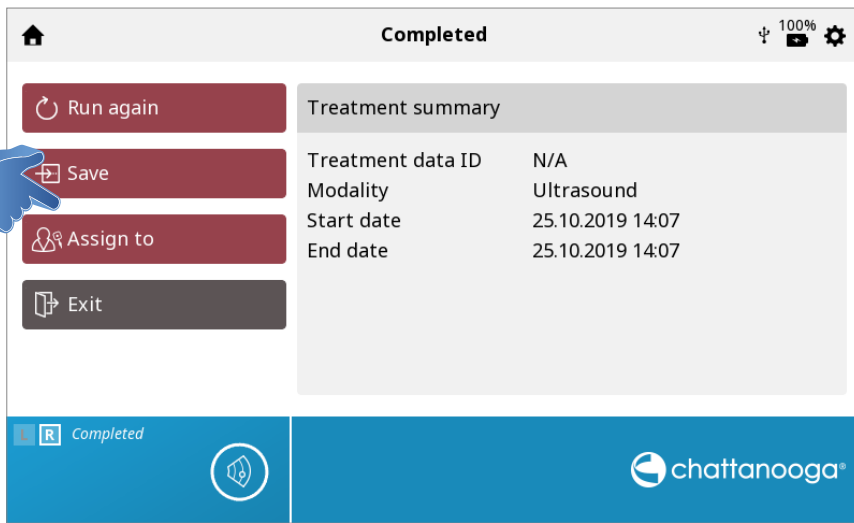 Completed
100%
Run again
Save
Assign to
Exit
Treatment summary
Treatment data ID N/A
Modality Ultrasound
Start date 25.10.2019 14:07
End date 25.10.2019 14:07
R Completed
chattanooga®